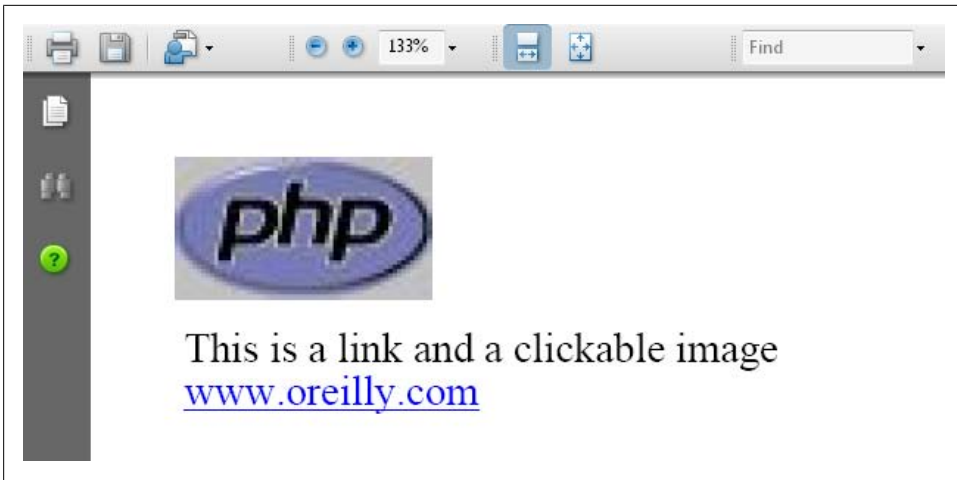 133%
Find
?
php
This is a link and a clickable image
www.oreilly.com